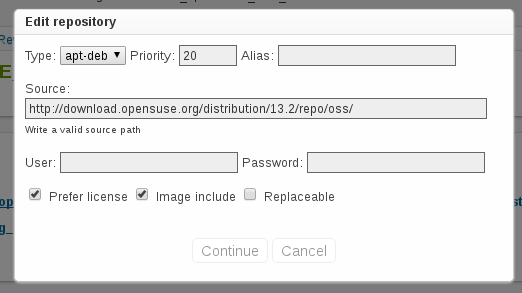 Edit repository
Type: apt-deb Priority: 20 Alias:
Source:
http://download.opensuse.org/distribution/13.2/repo/oss/
Write a valid source path
User: Password:
Prefer license Image include Replaceable
Continue Cancel